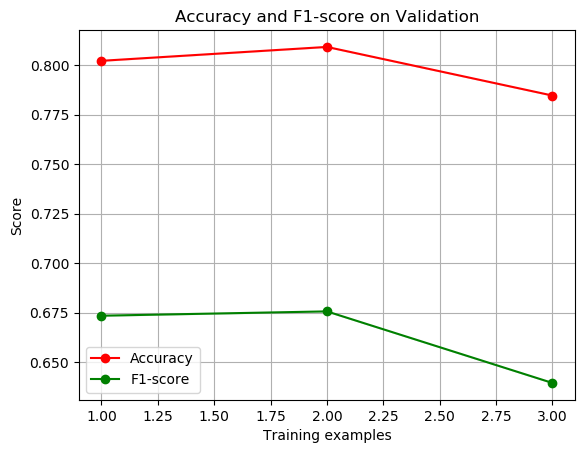 Accuracy and F1-score on Validation
Score
0.800
0.775
0.750
0.725
0.700
0.675
0.650
Accuracy
F1-score
1.00 1.25 1.50 1.75 2.00 2.25 2.50 2.75 3.00
Training examples